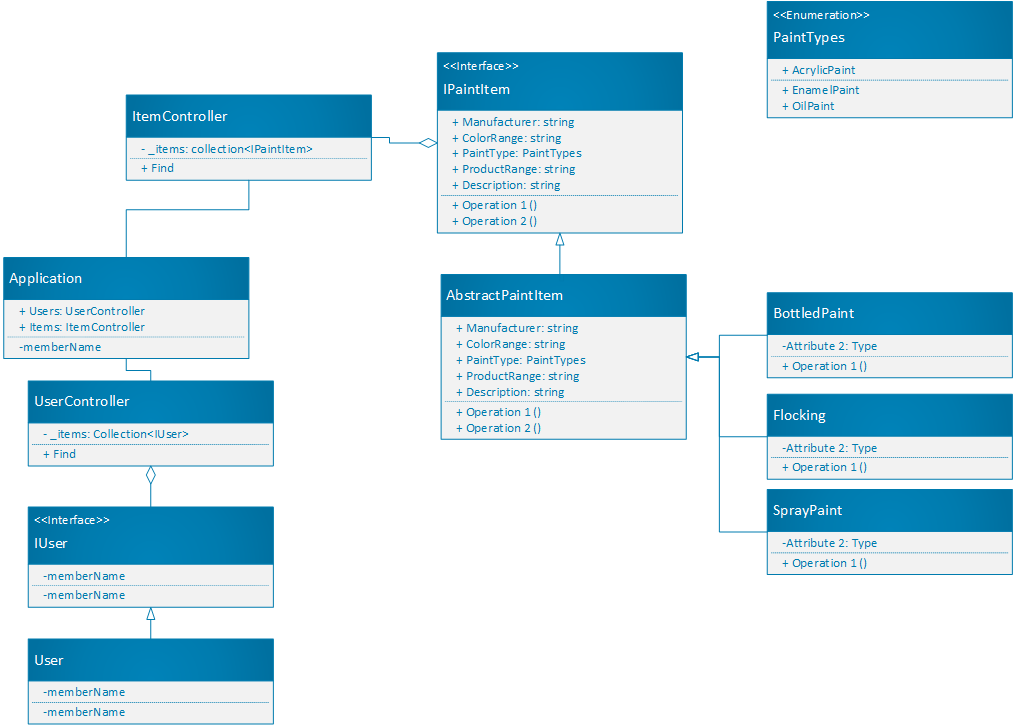 <<Enumeration>>
PaintTypes
+ AcrylicPaint
+ EnamelPaint
+ OilPaint
<<Interface>>
IPaintItem
+ Manufacturer: string
+ ColorRange: string
+ PaintType: PaintTypes
+ ProductRange: string
+ Description: string
+ Operation 1 ()
+ Operation 2 ()
ItemController
- _items: collection<IPaintItem>
+ Find
Application
+ Users: UserController
+ Items: ItemController
-memberName
AbstractPaintItem
+ Manufacturer: string
+ ColorRange: string
+ PaintType: PaintTypes
+ ProductRange: string
+ Description: string
+ Operation 1 ()
+ Operation 2 ()
BottledPaint
-Attribute 2: Type
+ Operation 1 ()
UserController
- _items: Collection<IUser>
+ Find
Flocking
-Attribute 2: Type
+ Operation 1 ()
SprayPaint
-Attribute 2: Type
+ Operation 1 ()
<<Interface>>
IUser
-memberName
-memberName
User
-memberName
-memberName